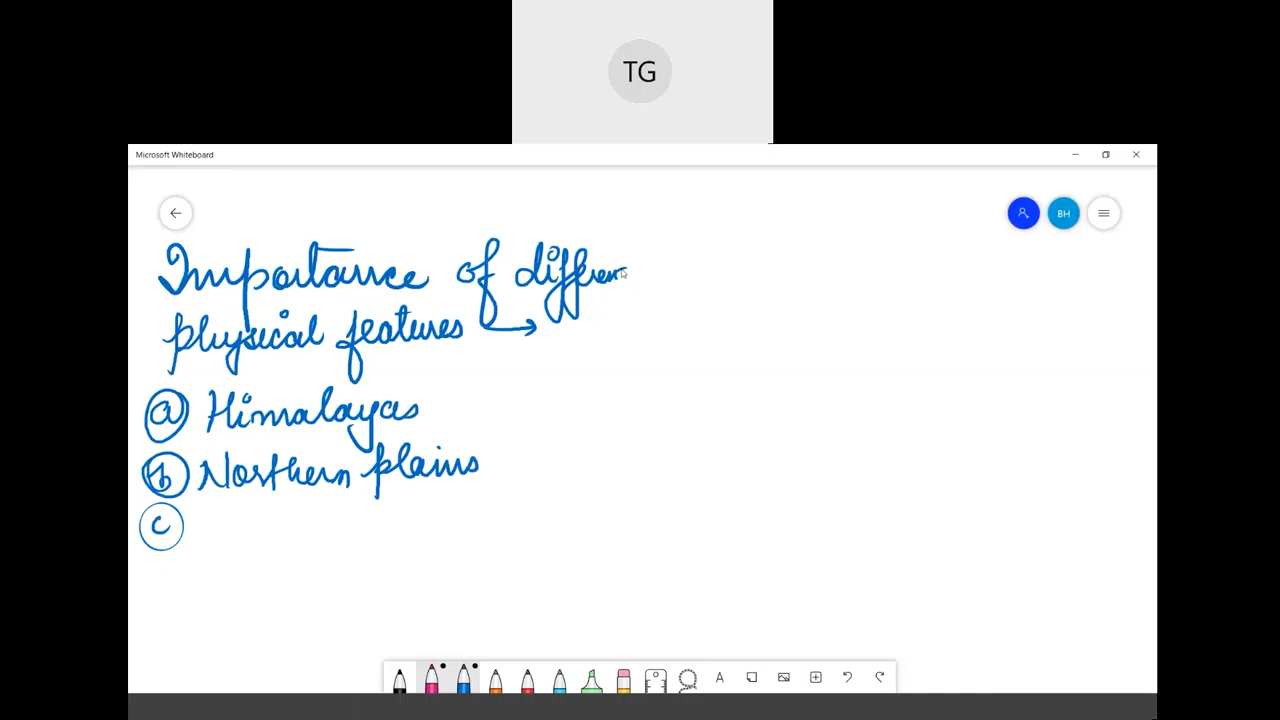 TG
Microsoft Whiteboard
BH
Importance of differen
physical features →
a Himalayas
b Northern plains
c
A